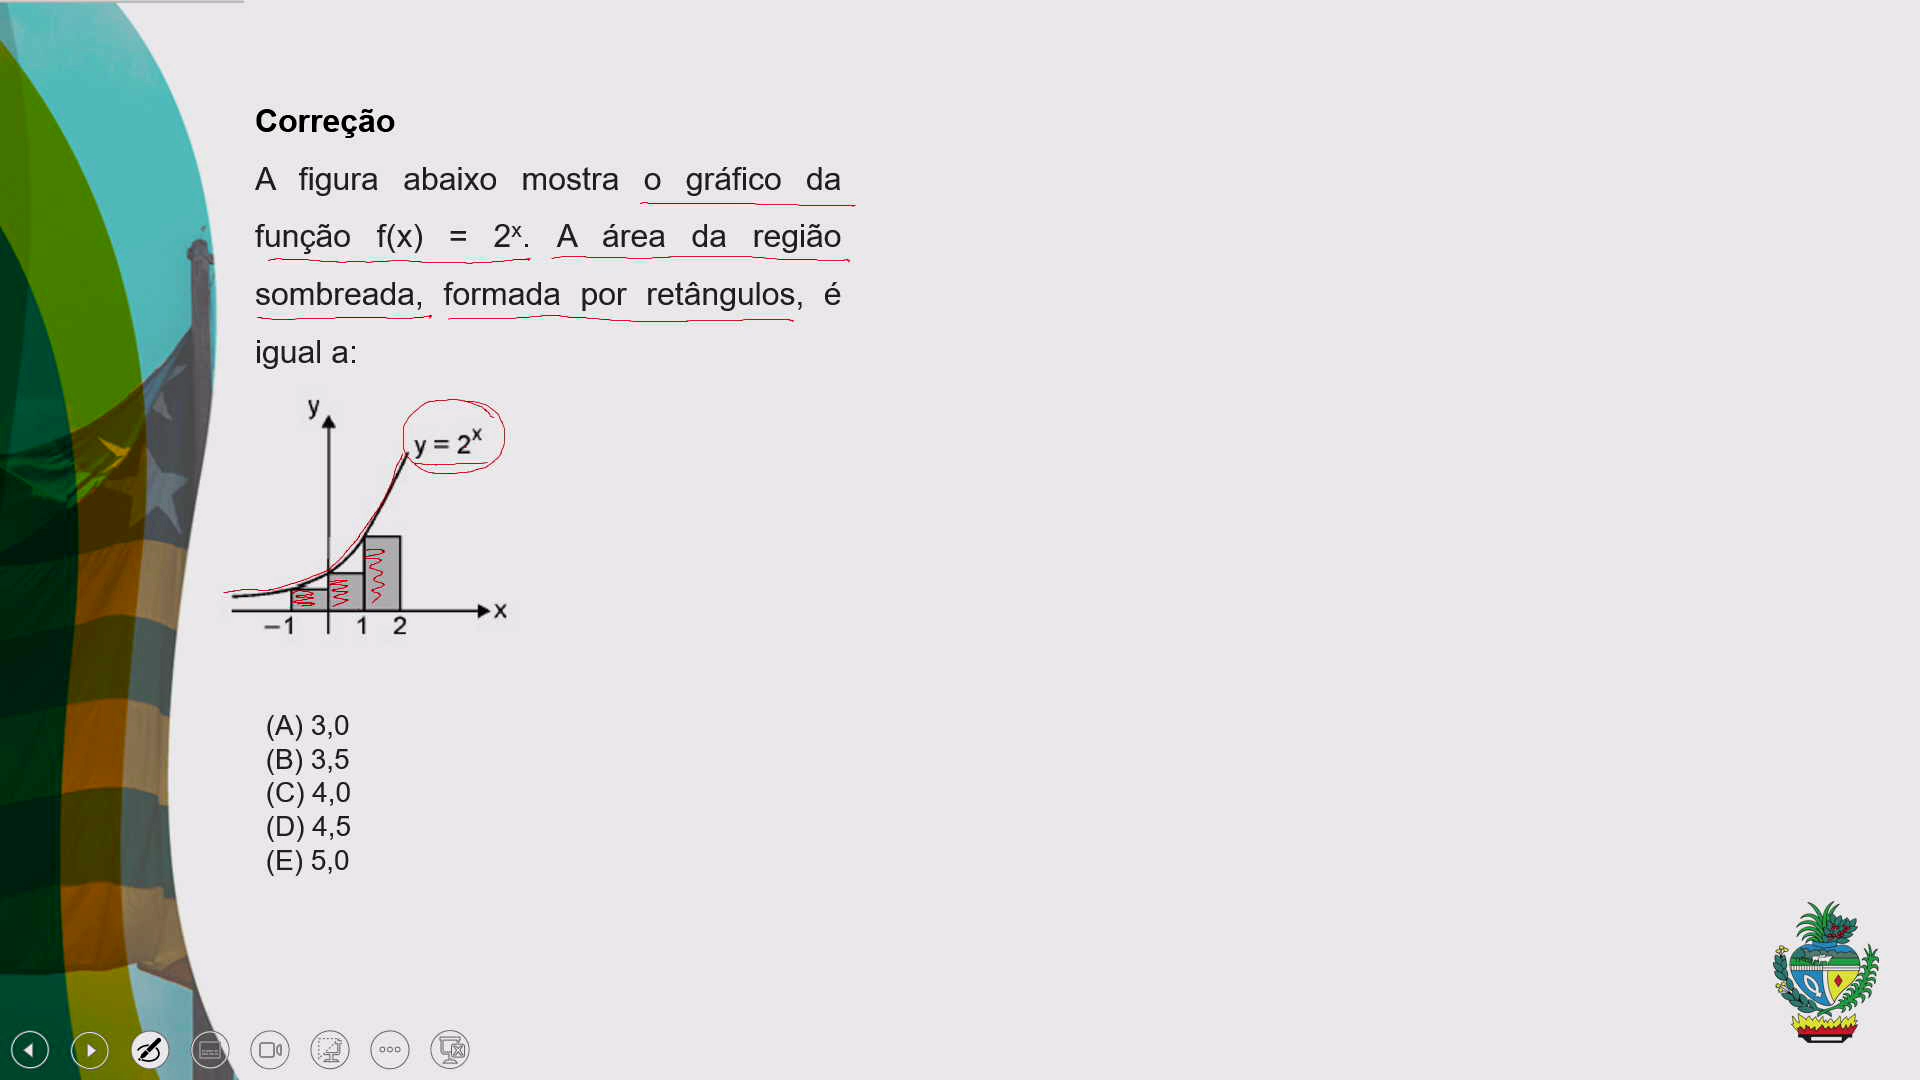 Correção
A figura abaixo mostra o gráfico da
função f(x) = 2ˣ. A área da região
sombreada, formada por retângulos, é
igual a:
y
y = 2ˣ
x
–1 1 2
(A) 3,0
(B) 3,5
(C) 4,0
(D) 4,5
(E) 5,0